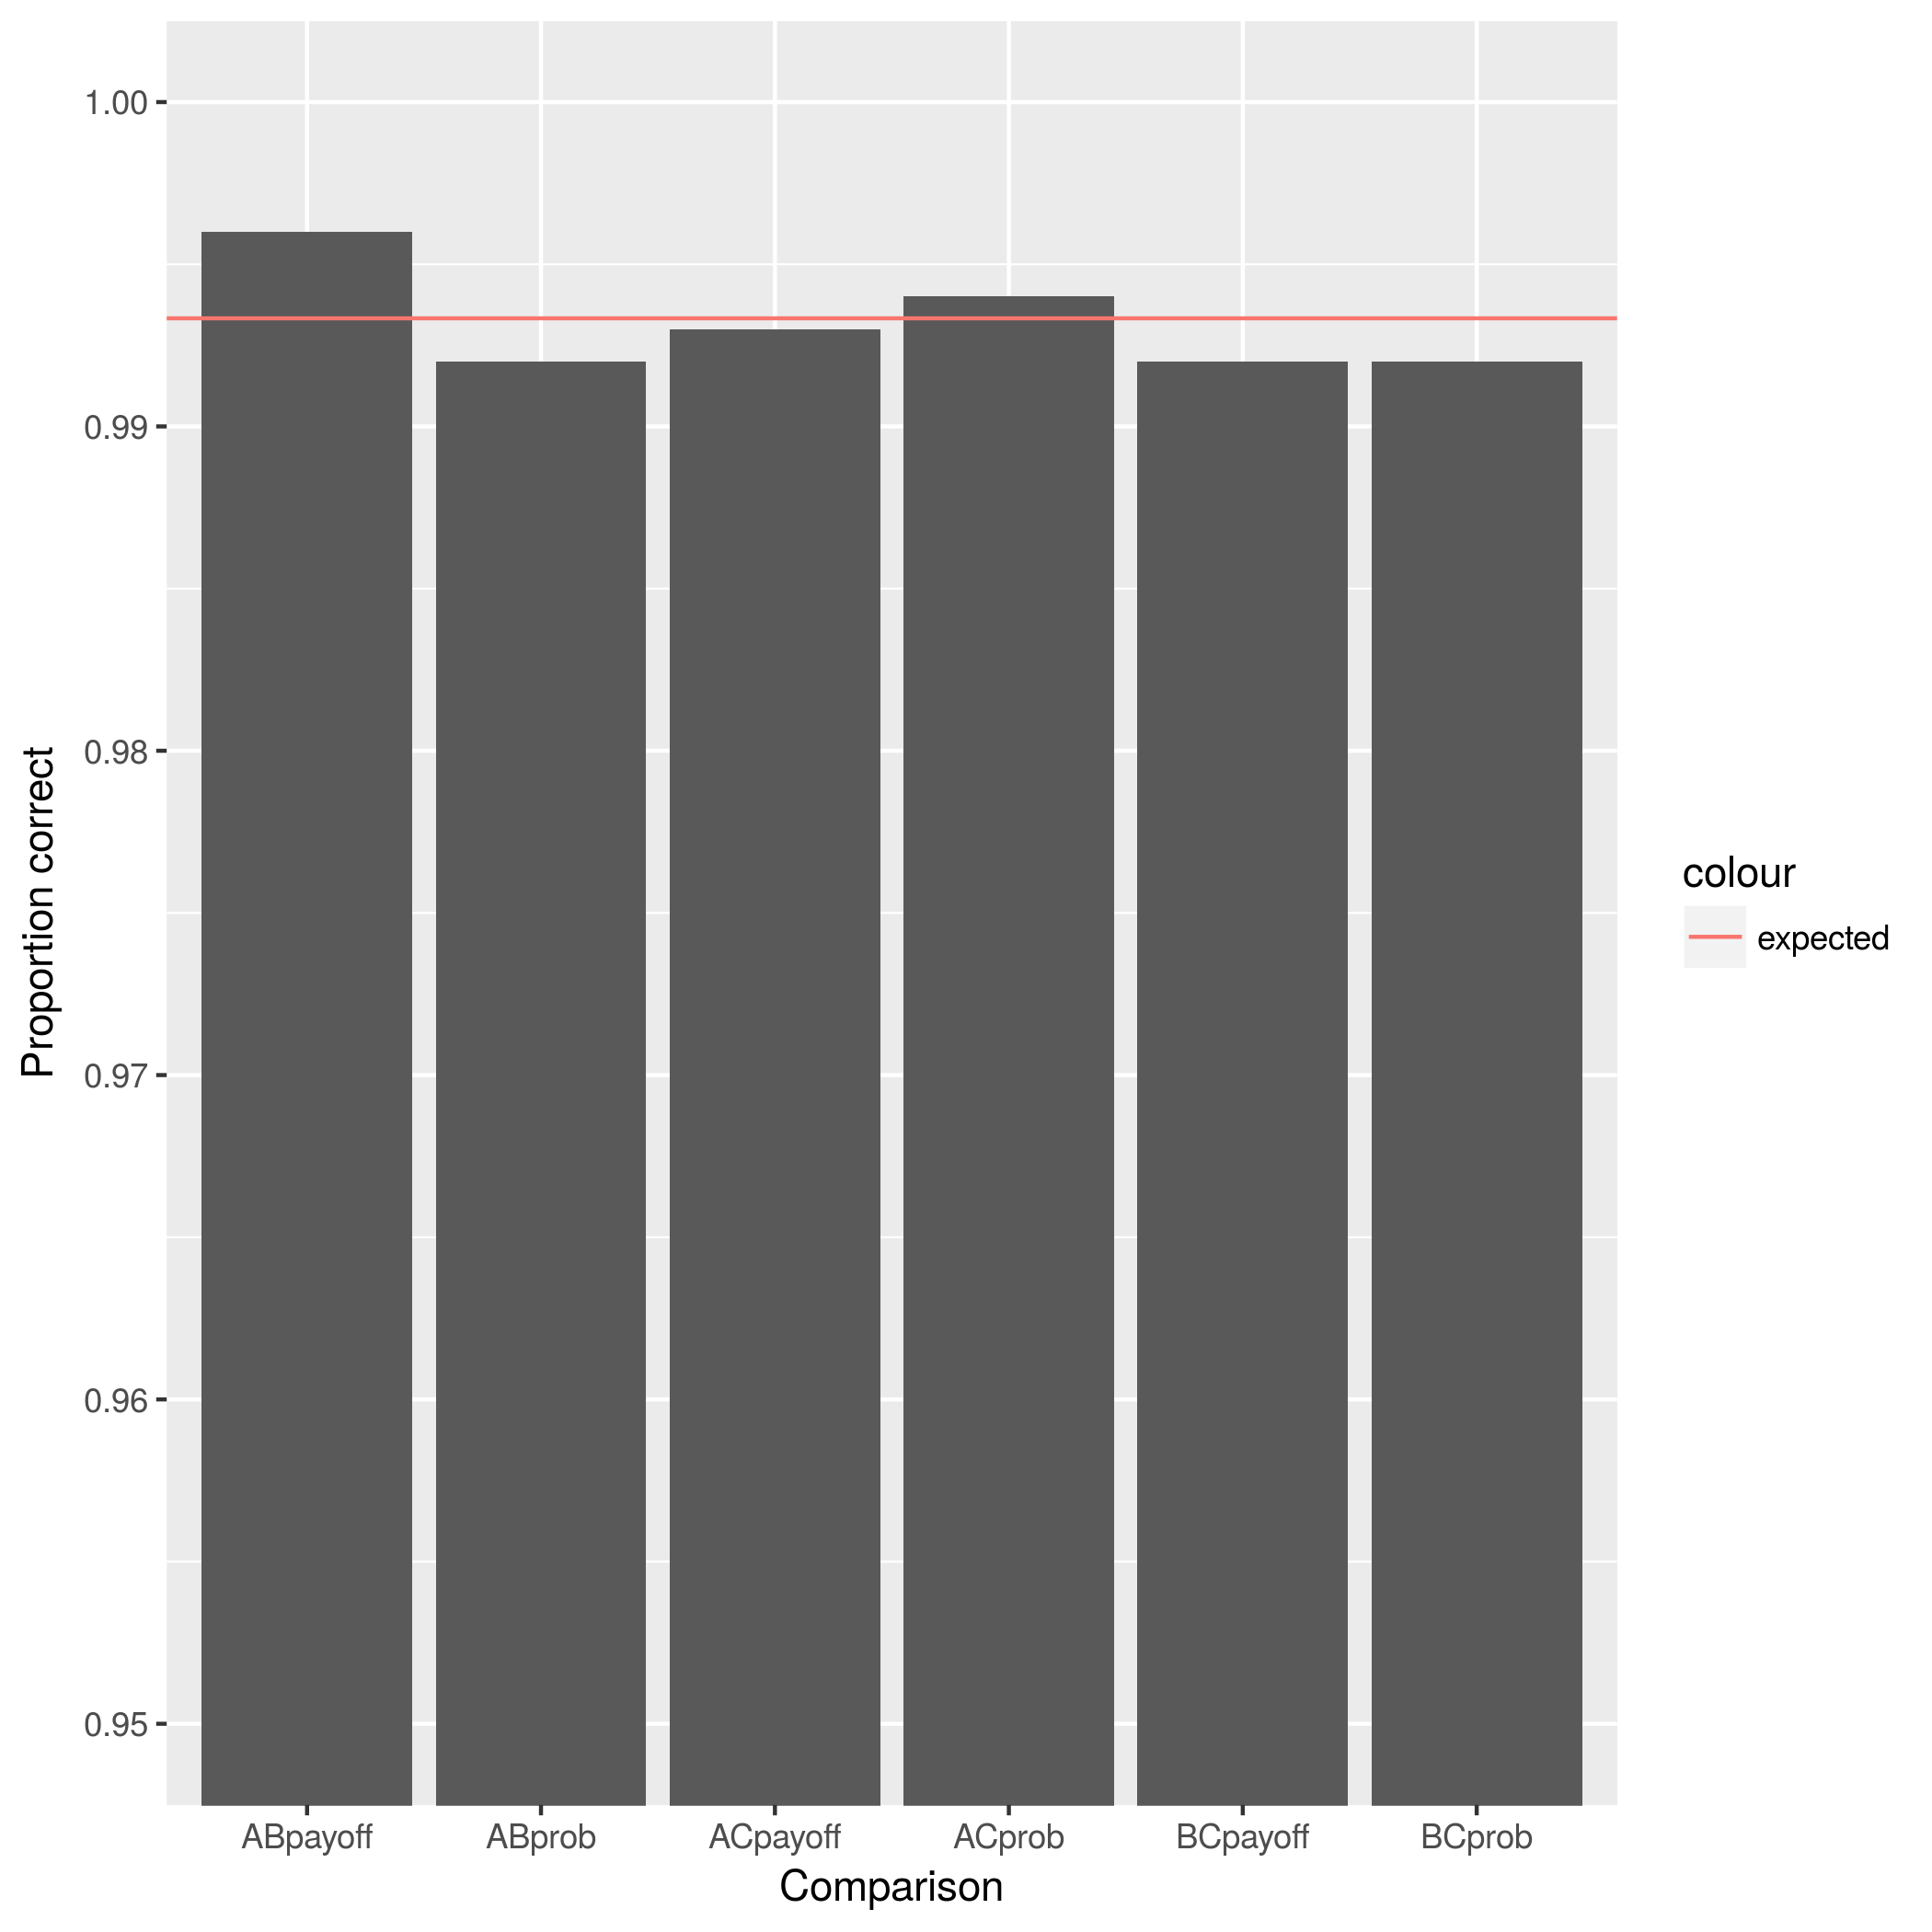 1.00
0.99
0.98
0.97
0.96
0.95
Proportion correct
ABpayoff ABprob ACpayoff ACprob BCpayoff BCprob
Comparison
colour
expected